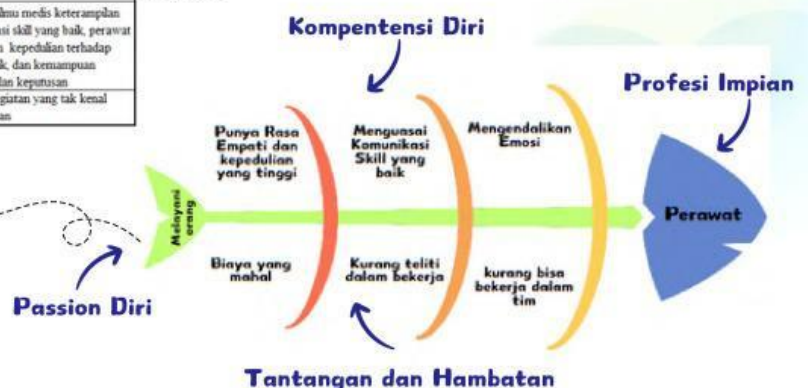 lmu medis keterampilan
si skill yang baik, perawat
kepedulian terhadap
k, dan kemampuan
lan keputusan
giatan yang tak kenal
an
Kompentensi Diri
Profesi Impian
Punya Rasa
Empati dan
kepedulian
yang tinggi
Menguasai
Komunikasi
Skill yang
baik
Mengendalikan
Emosi
Melayani
orang
Perawat
Biaya yang
mahal
Kurang teliti
dalam bekerja
kurang bisa
bekerja dalam
tim
Passion Diri
Tantangan dan Hambatan